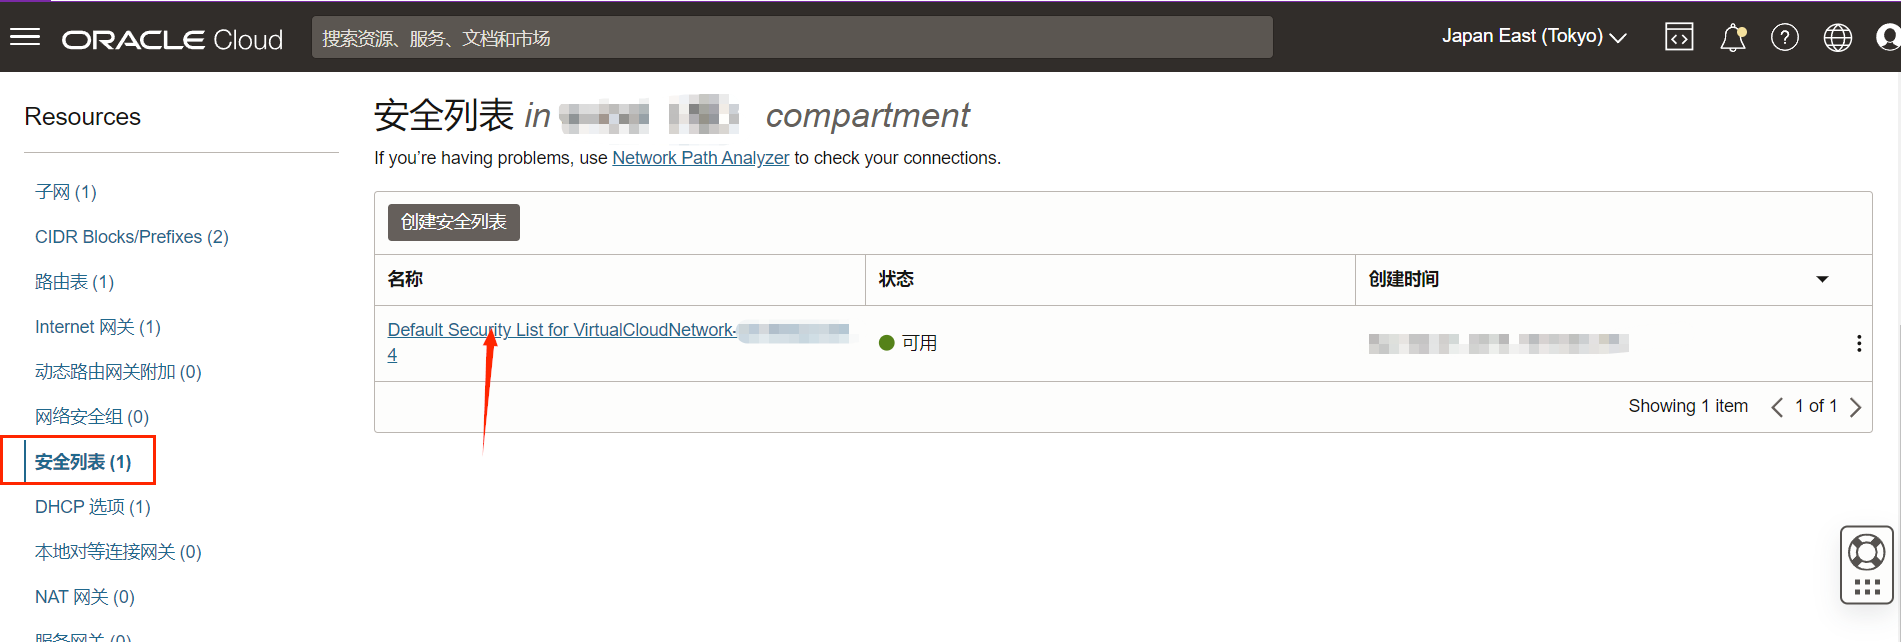 ORACLE Cloud
搜索资源、服务、文档和市场
Japan East (Tokyo)
Resources
子网 (1)
CIDR Blocks/Prefixes (2)
路由表 (1)
Internet 网关 (1)
动态路由网关附加 (0)
网络安全组 (0)
安全列表 (1)
DHCP 选项 (1)
本地对等连接网关 (0)
NAT 网关 (0)
服务网关 (0)
安全列表 in compartment
If you’re having problems, use Network Path Analyzer to check your connections.
创建安全列表
名称
状态
创建时间
Default Security List for VirtualCloudNetwork-
4
可用
Showing 1 item
1 of 1